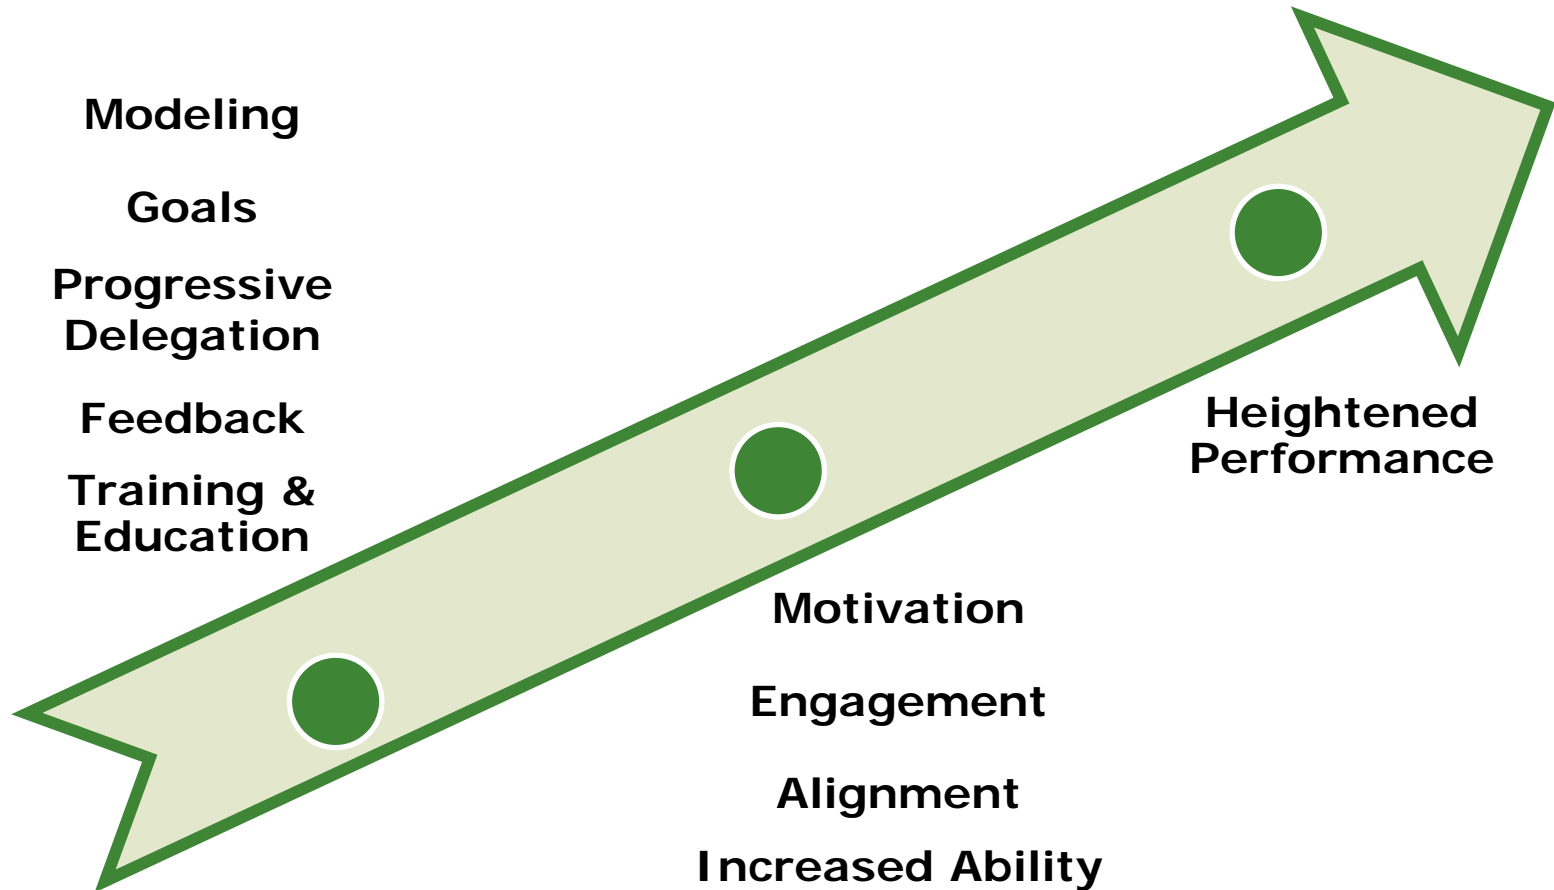 Modeling
Goals
Progressive
Delegation
Feedback
Training &
Education
Motivation
Engagement
Alignment
Increased Ability
Heightened
Performance